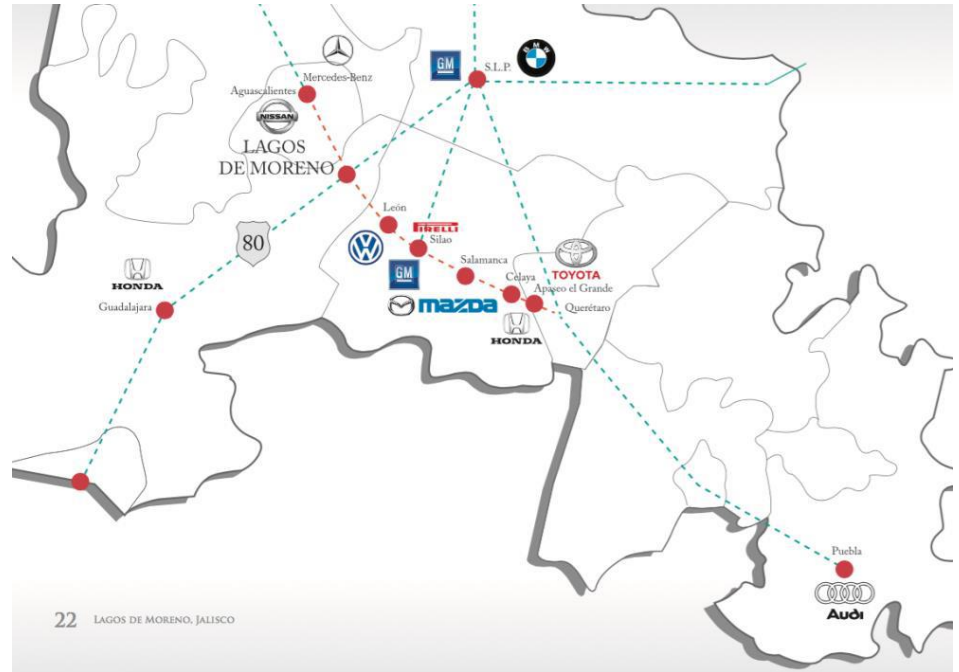 Mercedes-Benz
Aguascalientes
NISSAN
LAGOS
DE MORENO
GM
S.L.P.
BMW
León
PIRELLI
Silao
GM
Salamanca
mazda
Celaya
TOYOTA
Apaseo el Grande
Querétaro
HONDA
80
HONDA
Guadalajara
Puebla
Audi
22 LAGOS DE MORENO, JALISCO